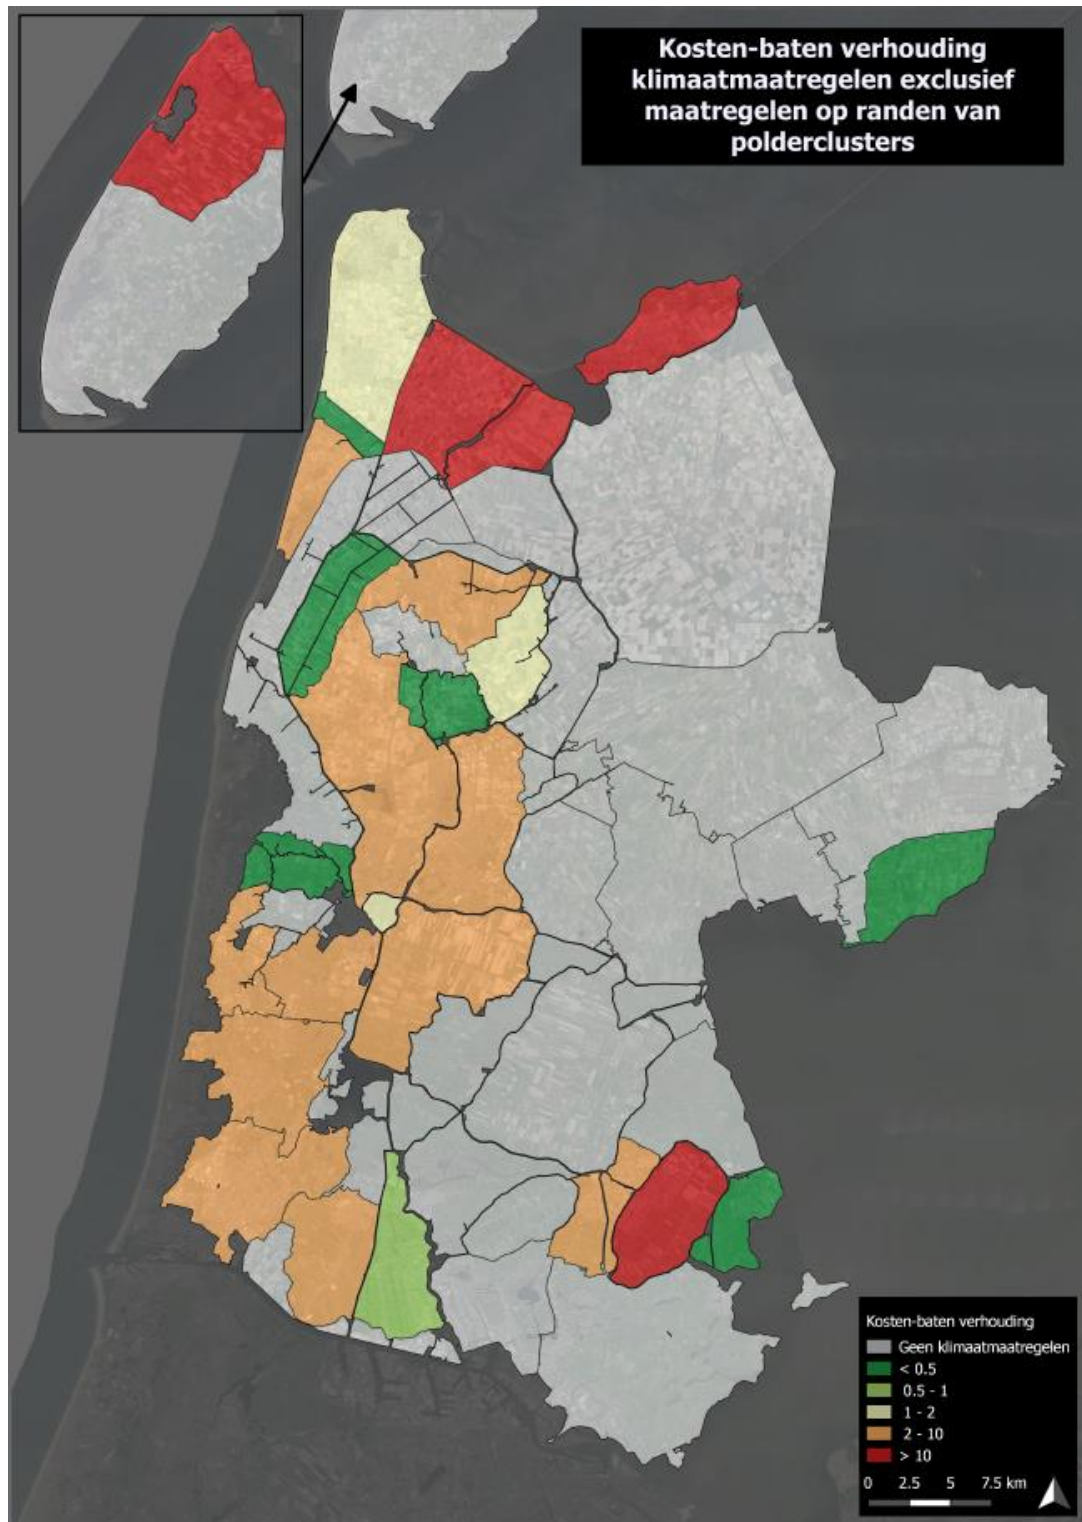 Kosten-baten verhouding
klimaatmaatregelen exclusief
maatregelen op randen van
polderclusters
Kosten-baten verhouding
Geen klimaatmaatregelen
< 0.5
0.5 - 1
1 - 2
2 - 10
> 10
0 2.5 5 7.5 km